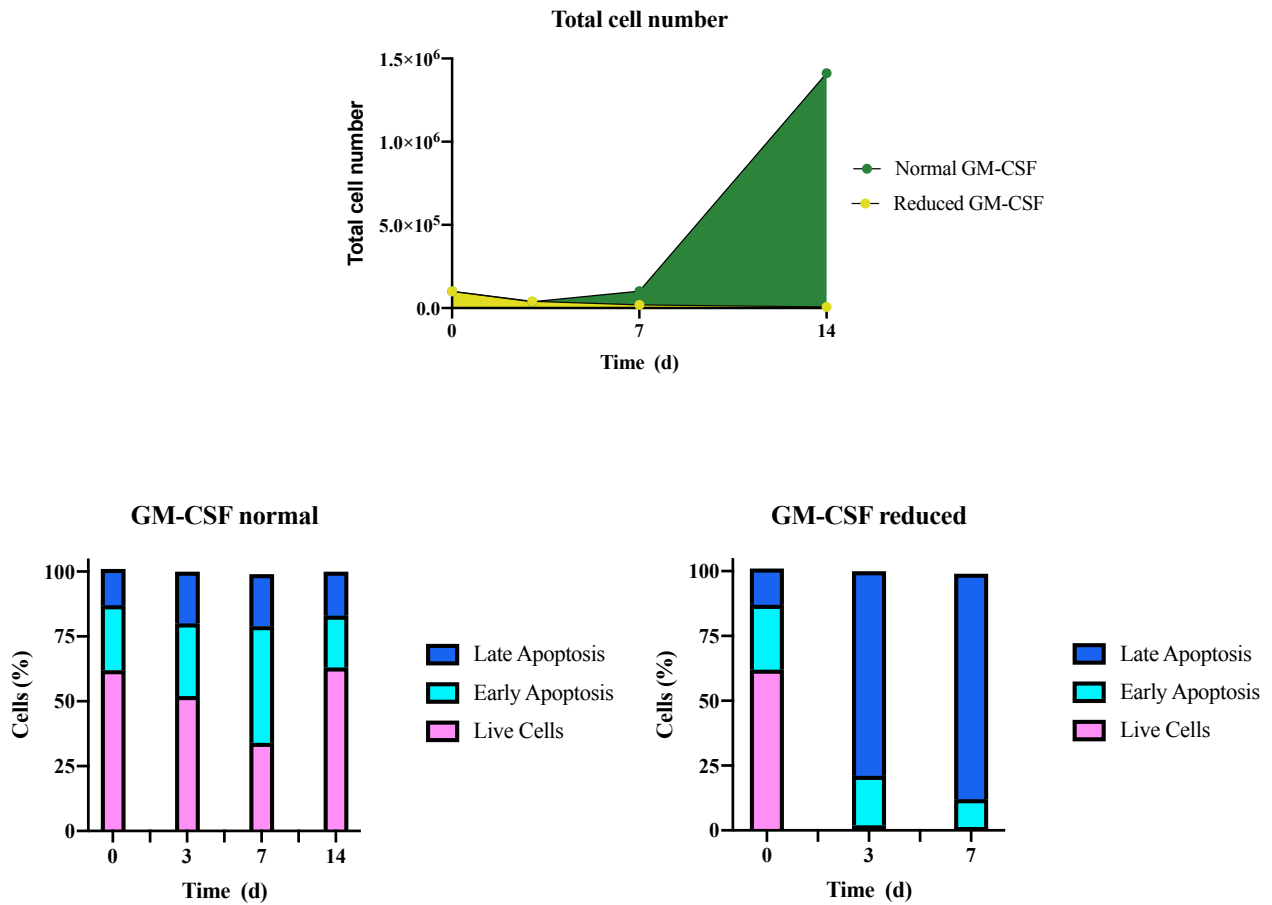 Total cell number
1.5×10⁶
1.0×10⁶
5.0×10⁵
0.0
Total cell number
0 7 14
Time (d)
Normal GM-CSF
Reduced GM-CSF
GM-CSF normal
100
75
50
25
0
Cells (%)
0 3 7 14
Time (d)
Late Apoptosis
Early Apoptosis
Live Cells
GM-CSF reduced
100
75
50
25
0
Cells (%)
0 3 7
Time (d)
Late Apoptosis
Early Apoptosis
Live Cells